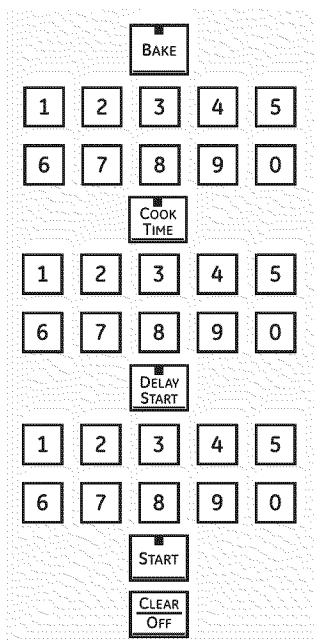 BAKE
1 2 3 4 5
6 7 8 9 0
COOK
TIME
1 2 3 4 5
6 7 8 9 0
DELAY
START
1 2 3 4 5
6 7 8 9 0
START
CLEAR
OFF